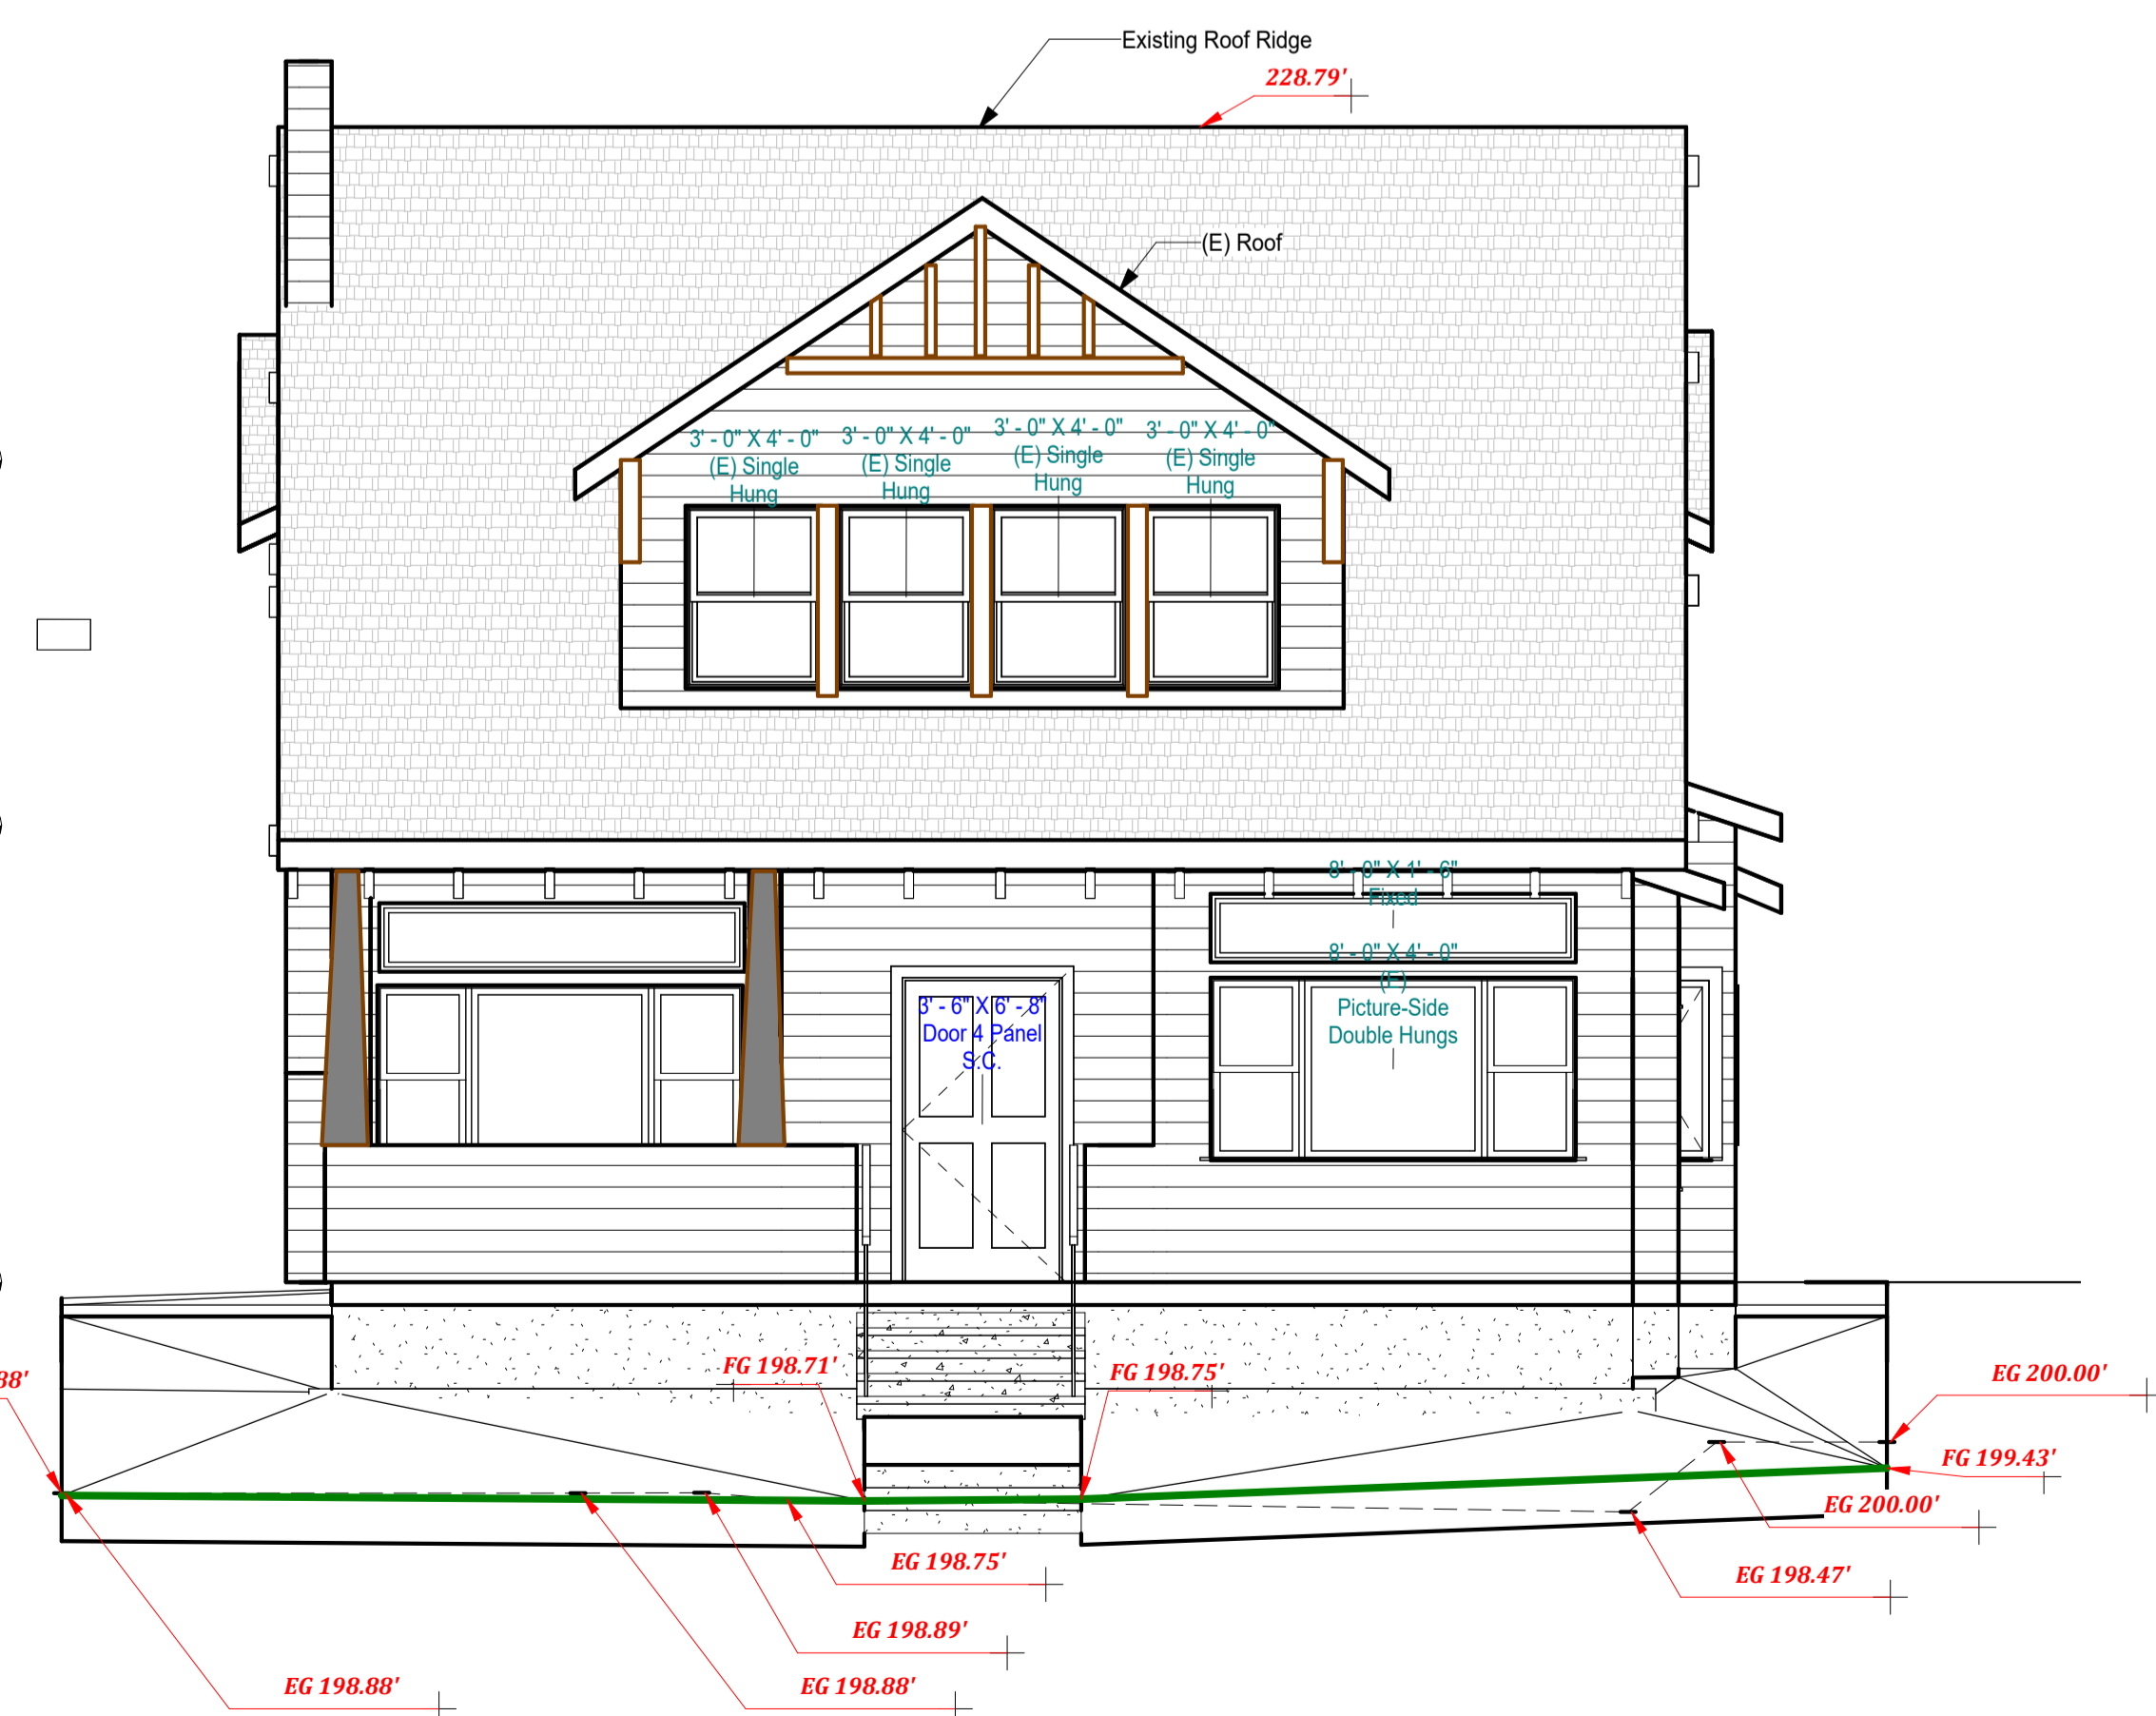 Existing Roof Ridge
228.79'
(E) Roof
3' - 0" X 4' - 0"
(E) Single
Hung
3' - 0" X 4' - 0"
(E) Single
Hung
3' - 0" X 4' - 0"
(E) Single
Hung
3' - 0" X 4' - 0"
(E) Single
Hung
8' - 0" X 1' - 6"
Fixed
8' - 0" X 4' - 0"
(E)
Picture-Side
Double Hungs
3' - 6" X 6' - 8"
Door 4 Panel
S.C.
88'
FG 198.71'
FG 198.75'
EG 200.00'
FG 199.43'
EG 200.00'
EG 198.75'
EG 198.47'
EG 198.89'
EG 198.88'
EG 198.88'